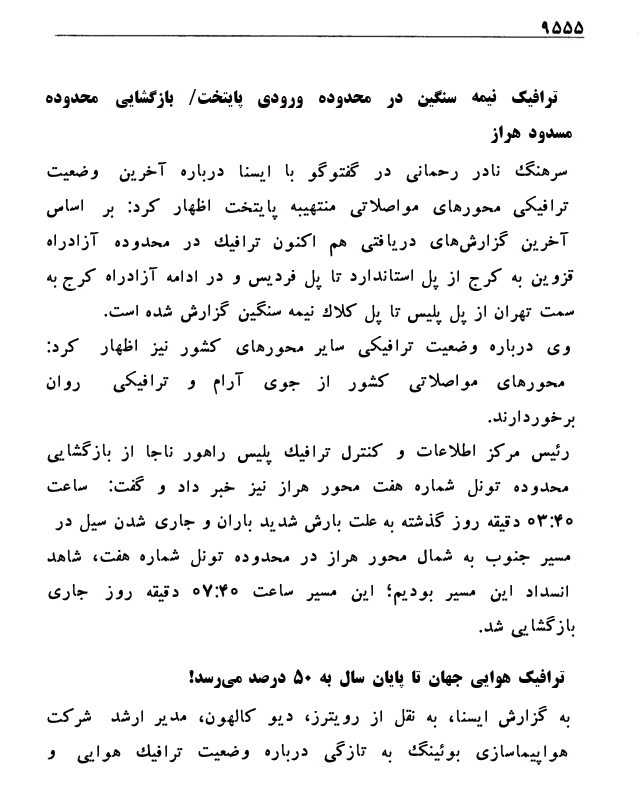 ۹۵۵۵
ترافیک نیمه سنگین در محدوده ورودی پایتخت/ بازگشایی محدوده
مسدود هراز
سرهنگ نادر رحمانی در گفتوگو با ایسنا درباره آخرین وضعیت
ترافیکی محورهای مواصلاتی منتهیبه پایتخت اظهار کرد: بر اساس
آخرین گزارش‌های دریافتی هم اکنون ترافیك در محدوده آزادراه
قزوین به کرج از پل استاندارد تا پل فردیس و در ادامه آزادراه کرج به
سمت تهران از پل پلیس تا پل کلاك نیمه سنگین گزارش شده است.
وی درباره وضعیت ترافیکی سایر محورهای کشور نیز اظهار کرد:
محورهای مواصلاتی کشور از جوی آرام و ترافیکی روان
برخوردارند.
رئیس مرکز اطلاعات و کنترل ترافیك پلیس راهور ناجا از بازگشایی
محدوده تونل شماره هفت محور هراز نیز خبر داد و گفت: ساعت
۰۳:۴۰ دقیقه روز گذشته به علت بارش شدید باران و جاری شدن سیل در
مسیر جنوب به شمال محور هراز در محدوده تونل شماره هفت، شاهد
انسداد این مسیر بودیم؛ این مسیر ساعت ۰۷:۴۰ دقیقه روز جاری
بازگشایی شد.
ترافیک هوایی جهان تا پایان سال به ۵۰ درصد می‌رسد!
به گزارش ایسنا، به نقل از رویترز، دیو کالهون، مدیر ارشد شرکت
هواپیماسازی بوئینگ به تازگی درباره وضعیت ترافیك هوایی و